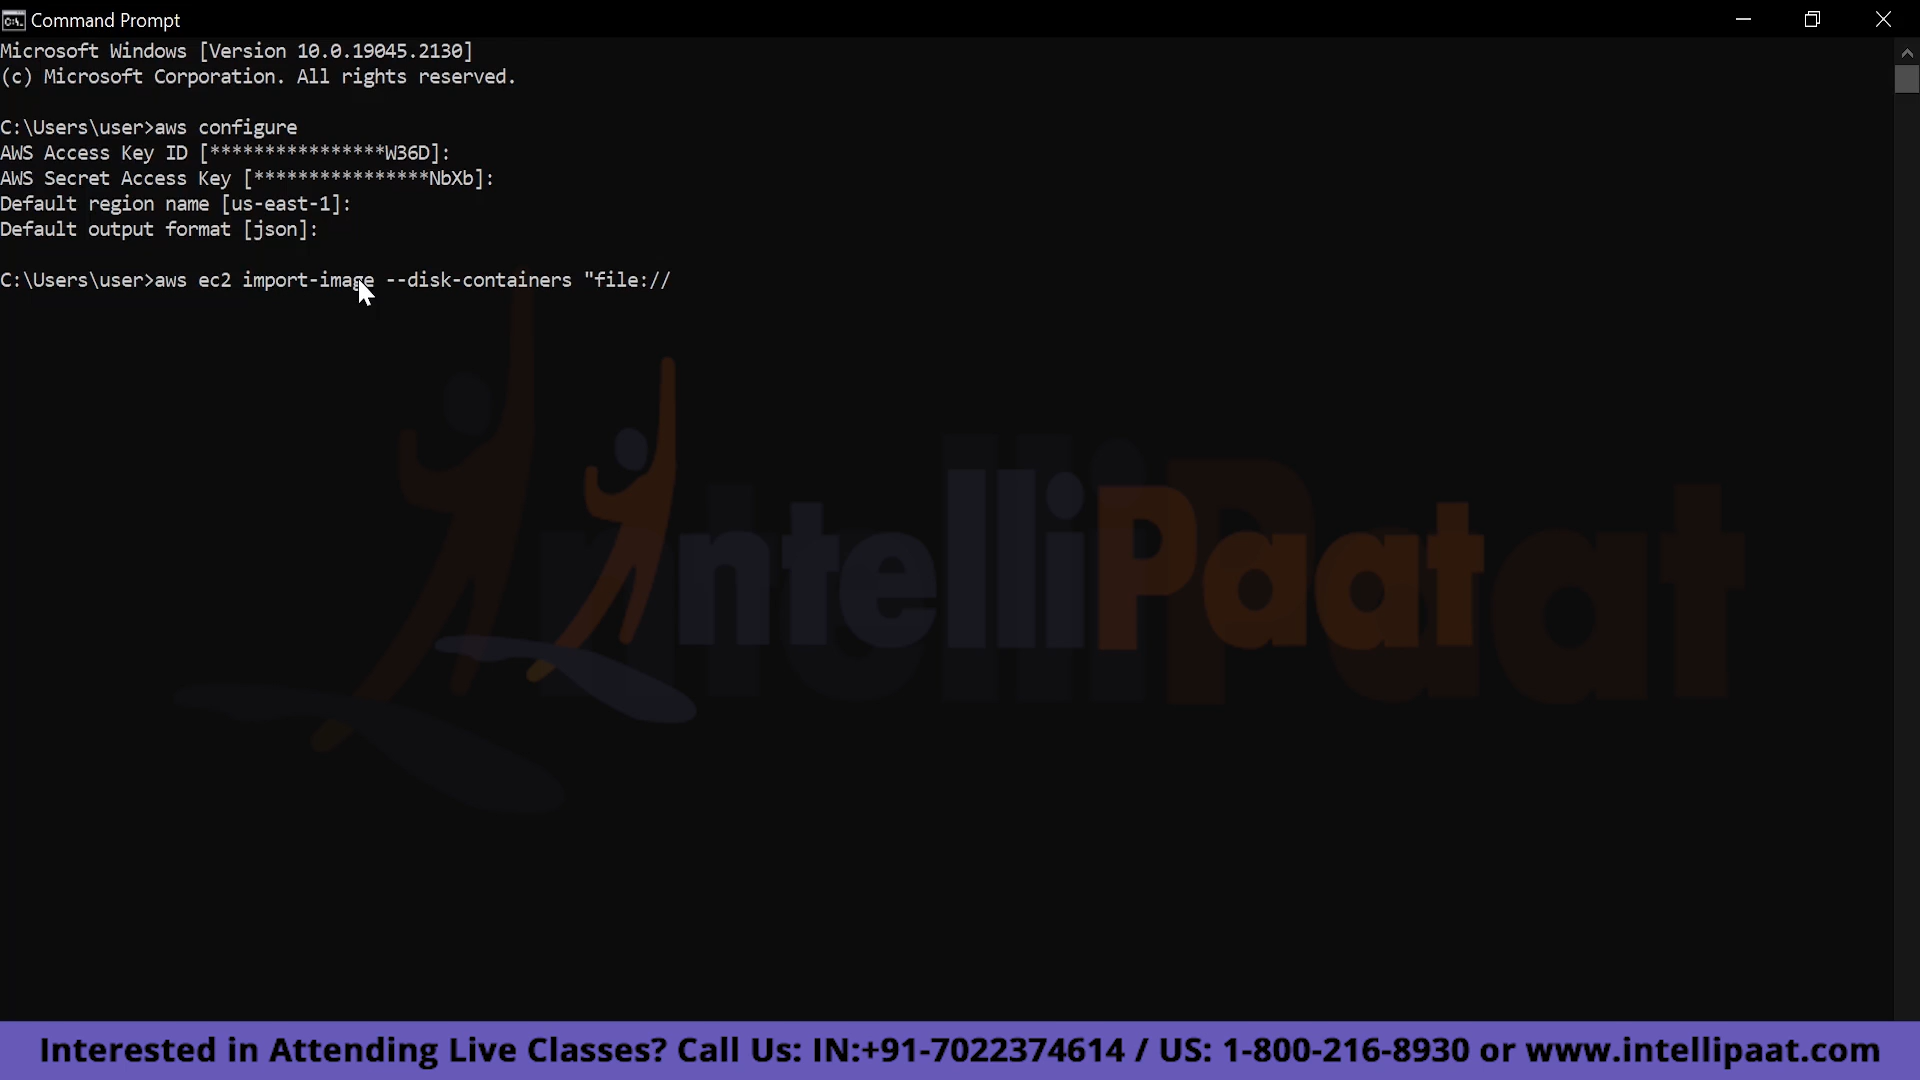 Command Prompt
Microsoft Windows [Version 10.0.19045.2130]
(c) Microsoft Corporation. All rights reserved.
C:\Users\user>aws configure
AWS Access Key ID [****************W36D]:
AWS Secret Access Key [****************NbXb]:
Default region name [us-east-1]:
Default output format [json]:
C:\Users\user>aws ec2 import-image --disk-containers "file://
IntelliPaat
Interested in Attending Live Classes? Call Us: IN:+91-7022374614 / US: 1-800-216-8930 or www.intellipaat.com